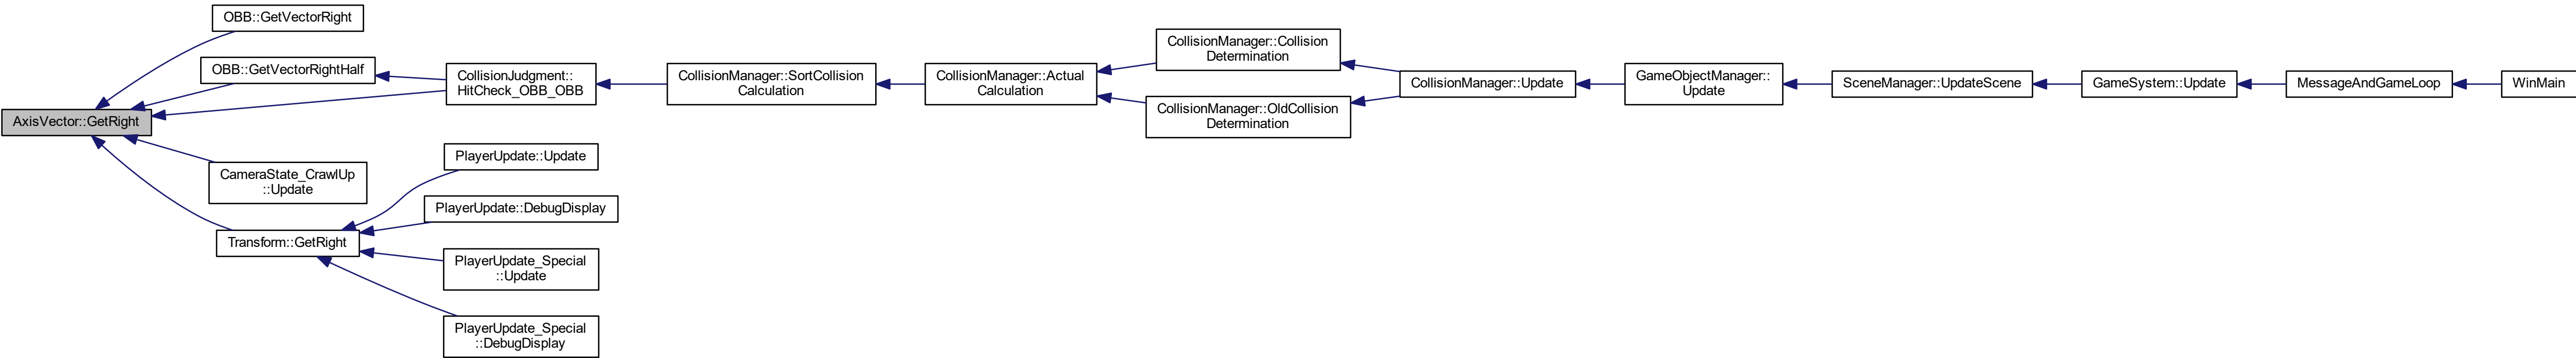 OBB::GetVectorRight
OBB::GetVectorRightHalf
AxisVector::GetRight
CameraState_CrawlUp
::Update
Transform::GetRight
CollisionJudgment::
HitCheck_OBB_OBB
PlayerUpdate::Update
PlayerUpdate::DebugDisplay
PlayerUpdate_Special
::Update
PlayerUpdate_Special
::DebugDisplay
CollisionManager::SortCollision
Calculation
CollisionManager::Actual
Calculation
CollisionManager::Collision
Determination
CollisionManager::OldCollision
Determination
CollisionManager::Update
GameObjectManager::
Update
SceneManager::UpdateScene
GameSystem::Update
MessageAndGameLoop
WinMain